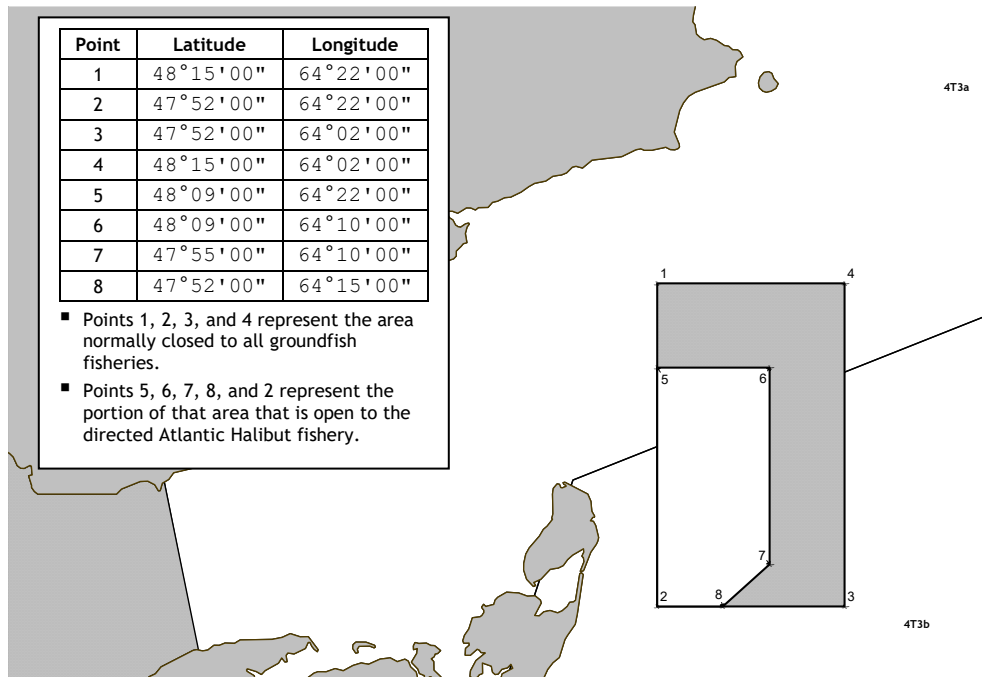 Point Latitude Longitude
1 48°15'00" 64°22'00"
2 47°52'00" 64°22'00"
3 47°52'00" 64°02'00"
4 48°15'00" 64°02'00"
5 48°09'00" 64°22'00"
6 48°09'00" 64°10'00"
7 47°55'00" 64°10'00"
8 47°52'00" 64°15'00"
▪ Points 1, 2, 3, and 4 represent the area
normally closed to all groundfish
fisheries.
▪ Points 5, 6, 7, 8, and 2 represent the
portion of that area that is open to the
directed Atlantic Halibut fishery.
4T3a
1 4
5 6
7
2 8 3
4T3b